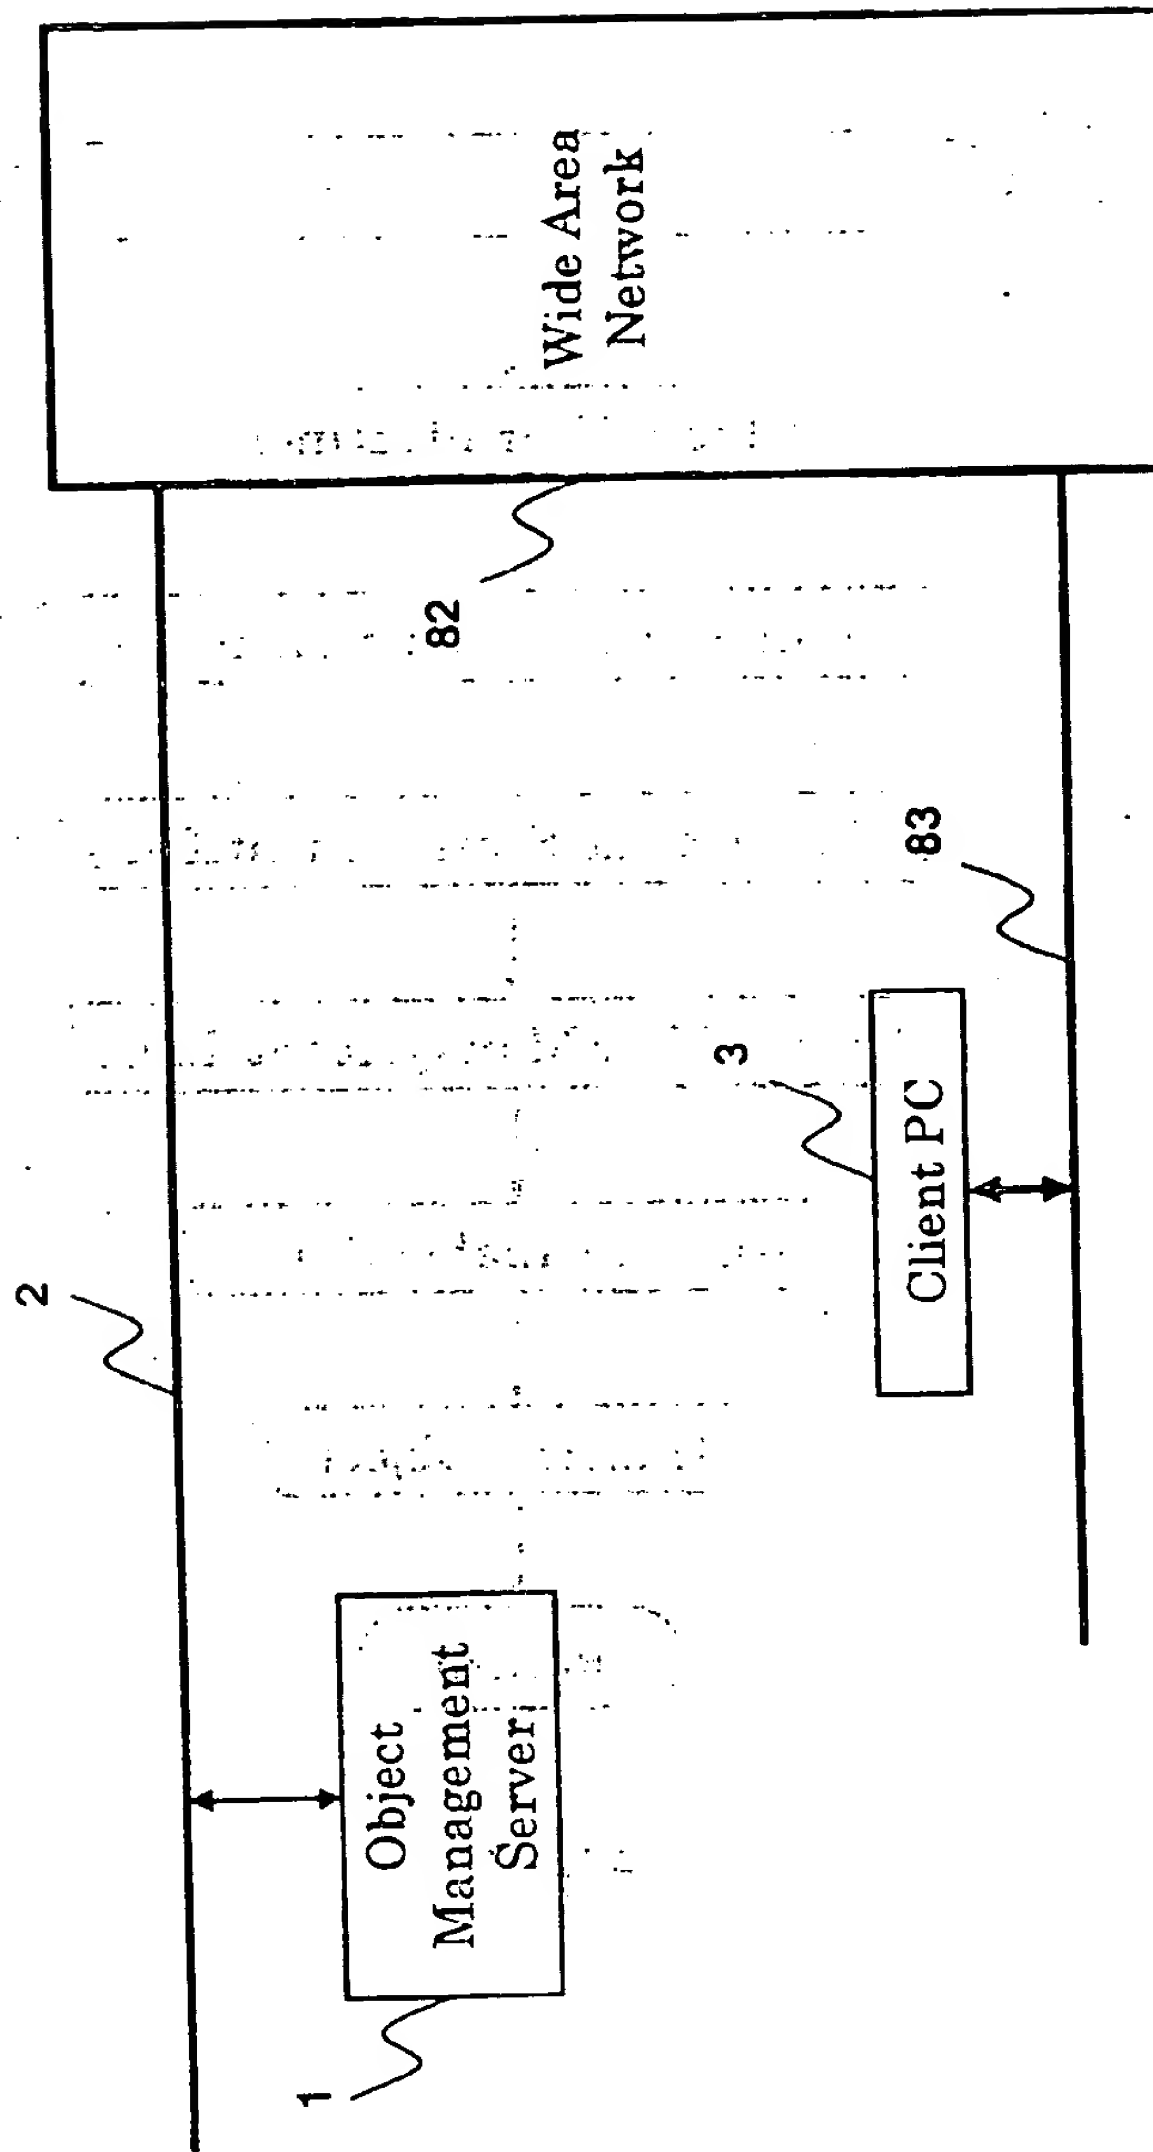 2
1
Object
Management
Server
3
Client PC
83
82
Wide Area
Network